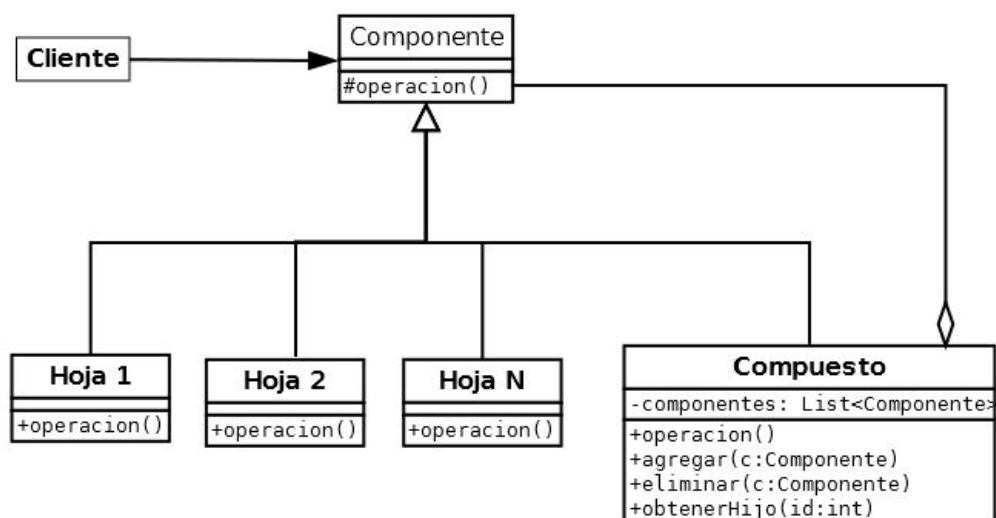 Cliente
Componente
#operacion()
Hoja 1
+operacion()
Hoja 2
+operacion()
Hoja N
+operacion()
Compuesto
-componentes: List<Componente>
+operacion()
+agregar(c:Componente)
+eliminar(c:Componente)
+obtenerHijo(id:int)